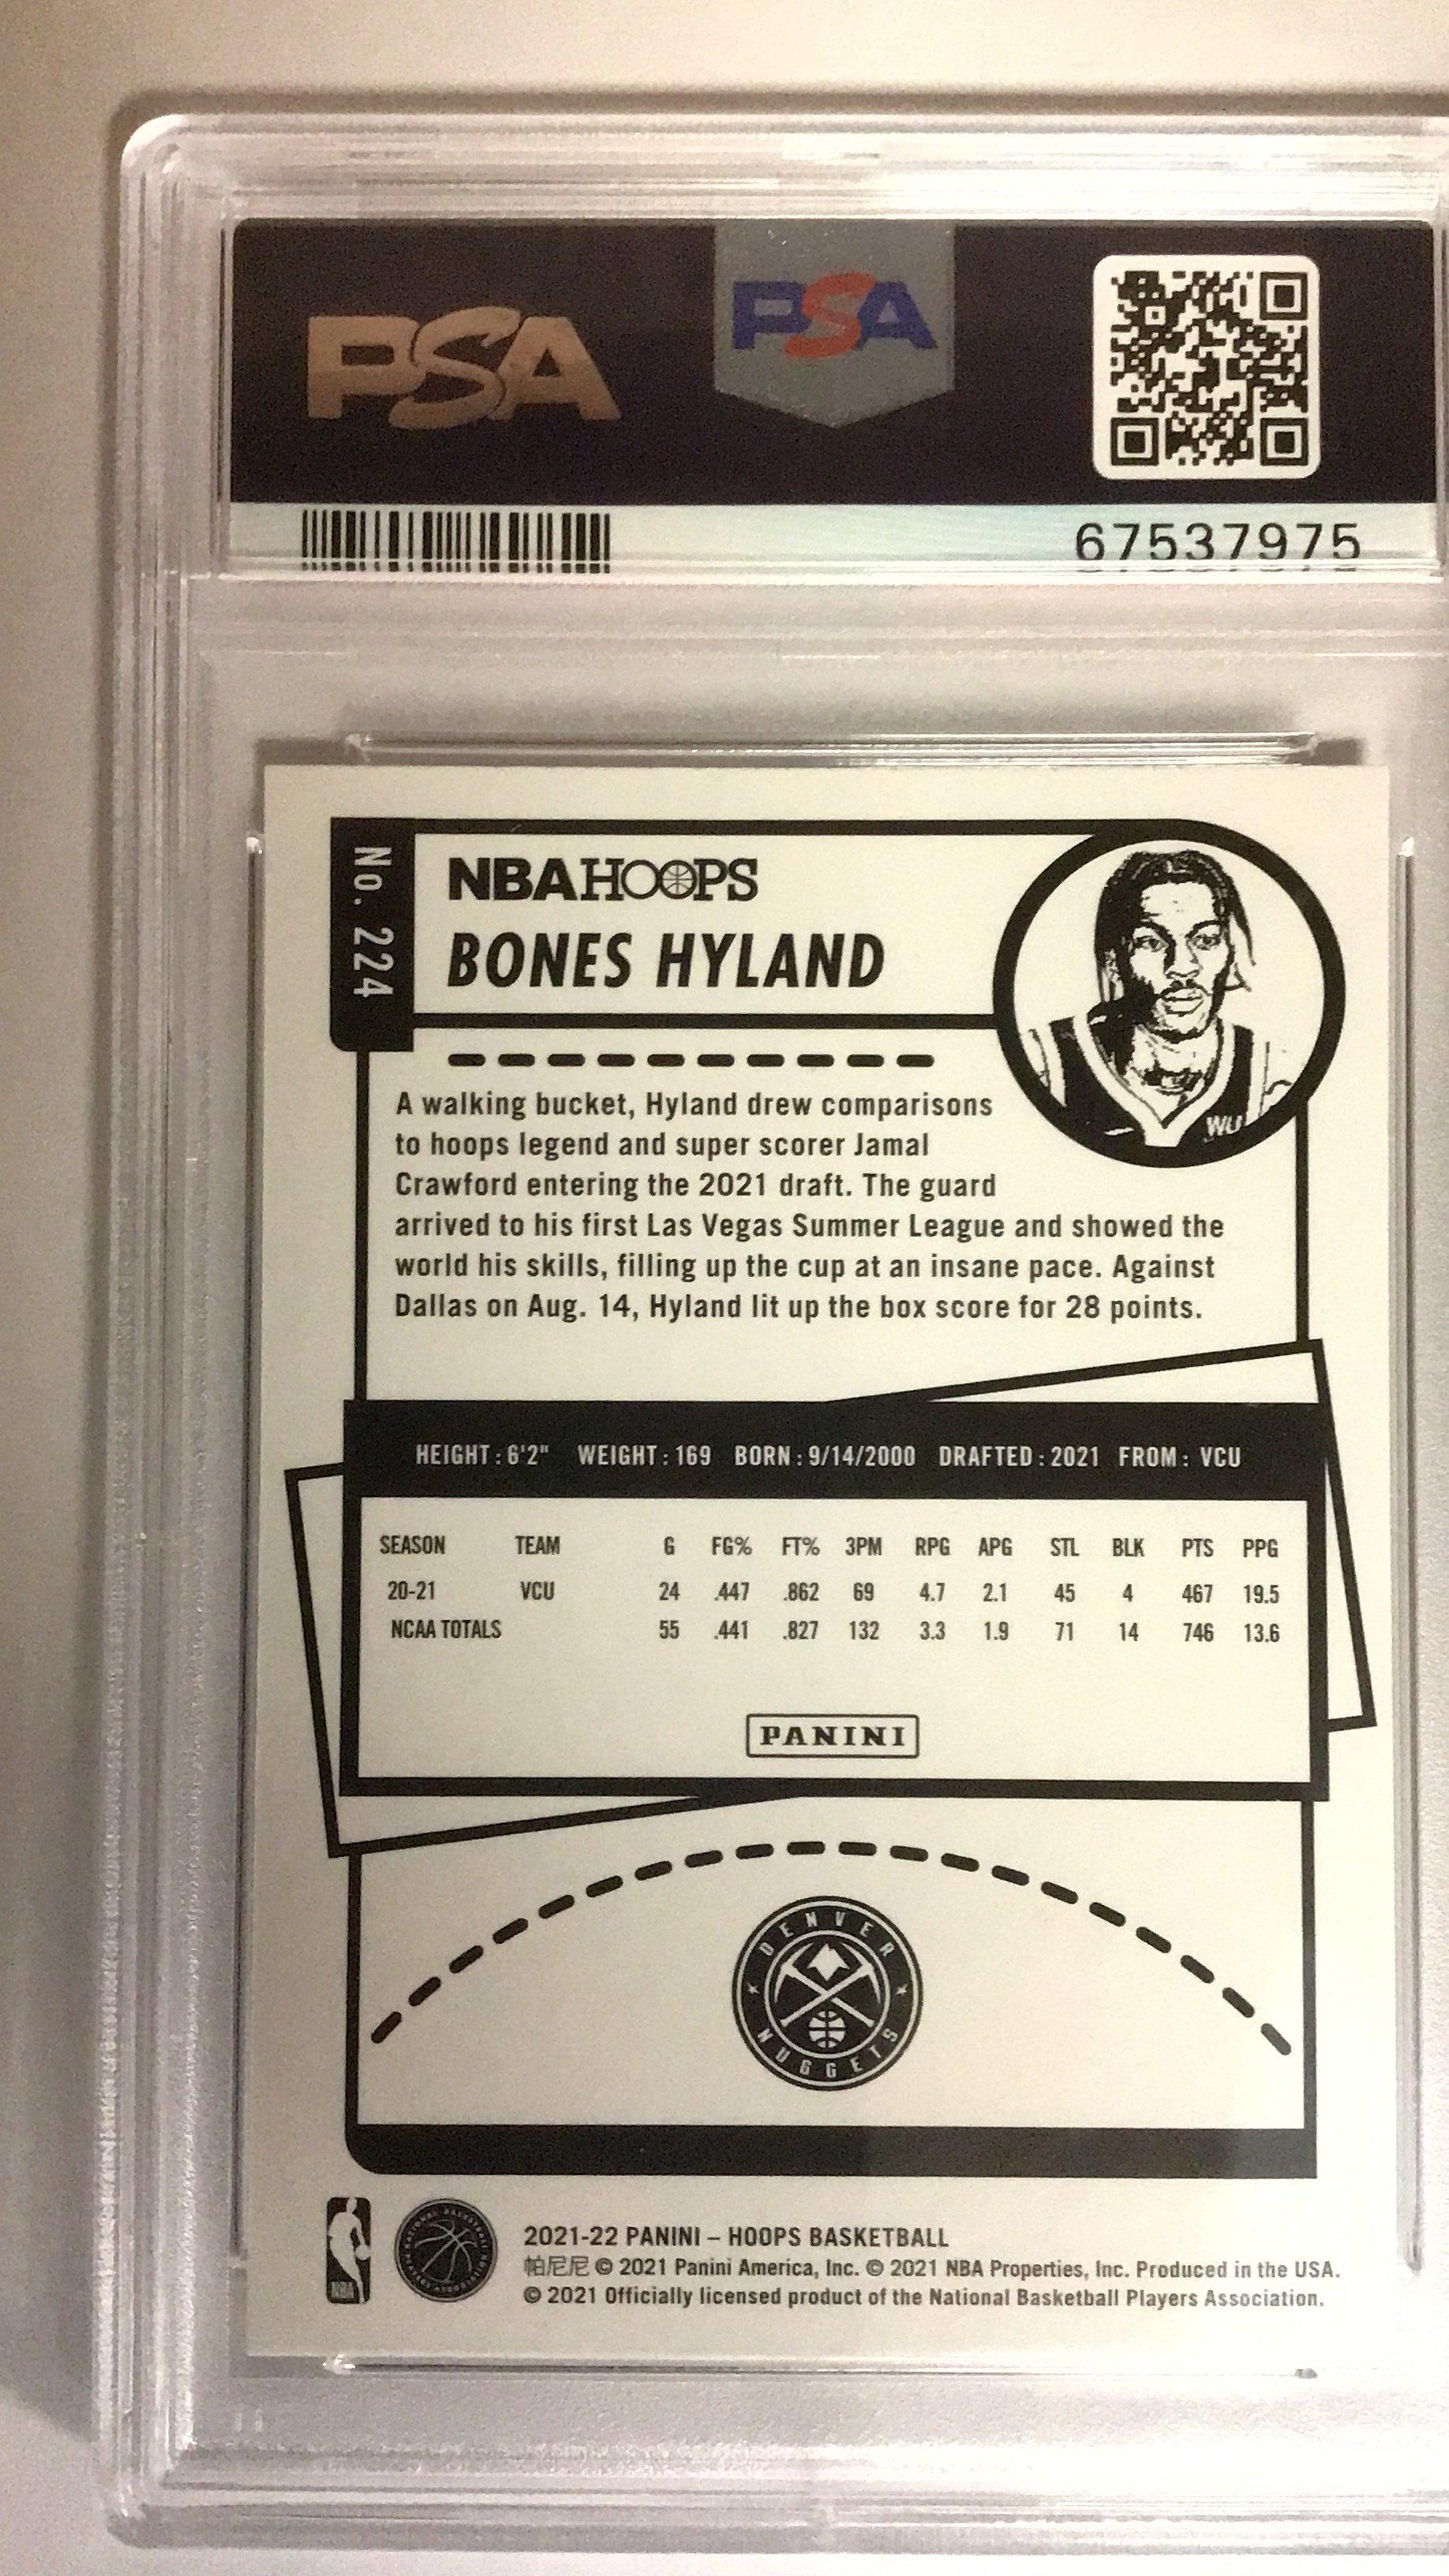 PSA PSA
67537975
No. 224
NBA HOOPS
BONES HYLAND
A walking bucket, Hyland drew comparisons
to hoops legend and super scorer Jamal
Crawford entering the 2021 draft. The guard
arrived to his first Las Vegas Summer League and showed the
world his skills, filling up the cup at an insane pace. Against
Dallas on Aug. 14, Hyland lit up the box score for 28 points.
WU
HEIGHT: 6'2" WEIGHT: 169 BORN: 9/14/2000 DRAFTED: 2021 FROM: VCU
SEASON TEAM G FG% FT% 3PM RPG APG STL BLK PTS PPG
20-21 VCU 24 .447 .862 69 4.7 2.1 45 4 467 19.5
NCAA TOTALS 55 .441 .827 132 3.3 1.9 71 14 746 13.6
PANINI
DENVER
NUGGETS
NBA
2021-22 PANINI – HOOPS BASKETBALL
帕尼尼 © 2021 Panini America, Inc. © 2021 NBA Properties, Inc. Produced in the USA.
© 2021 Officially licensed product of the National Basketball Players Association.